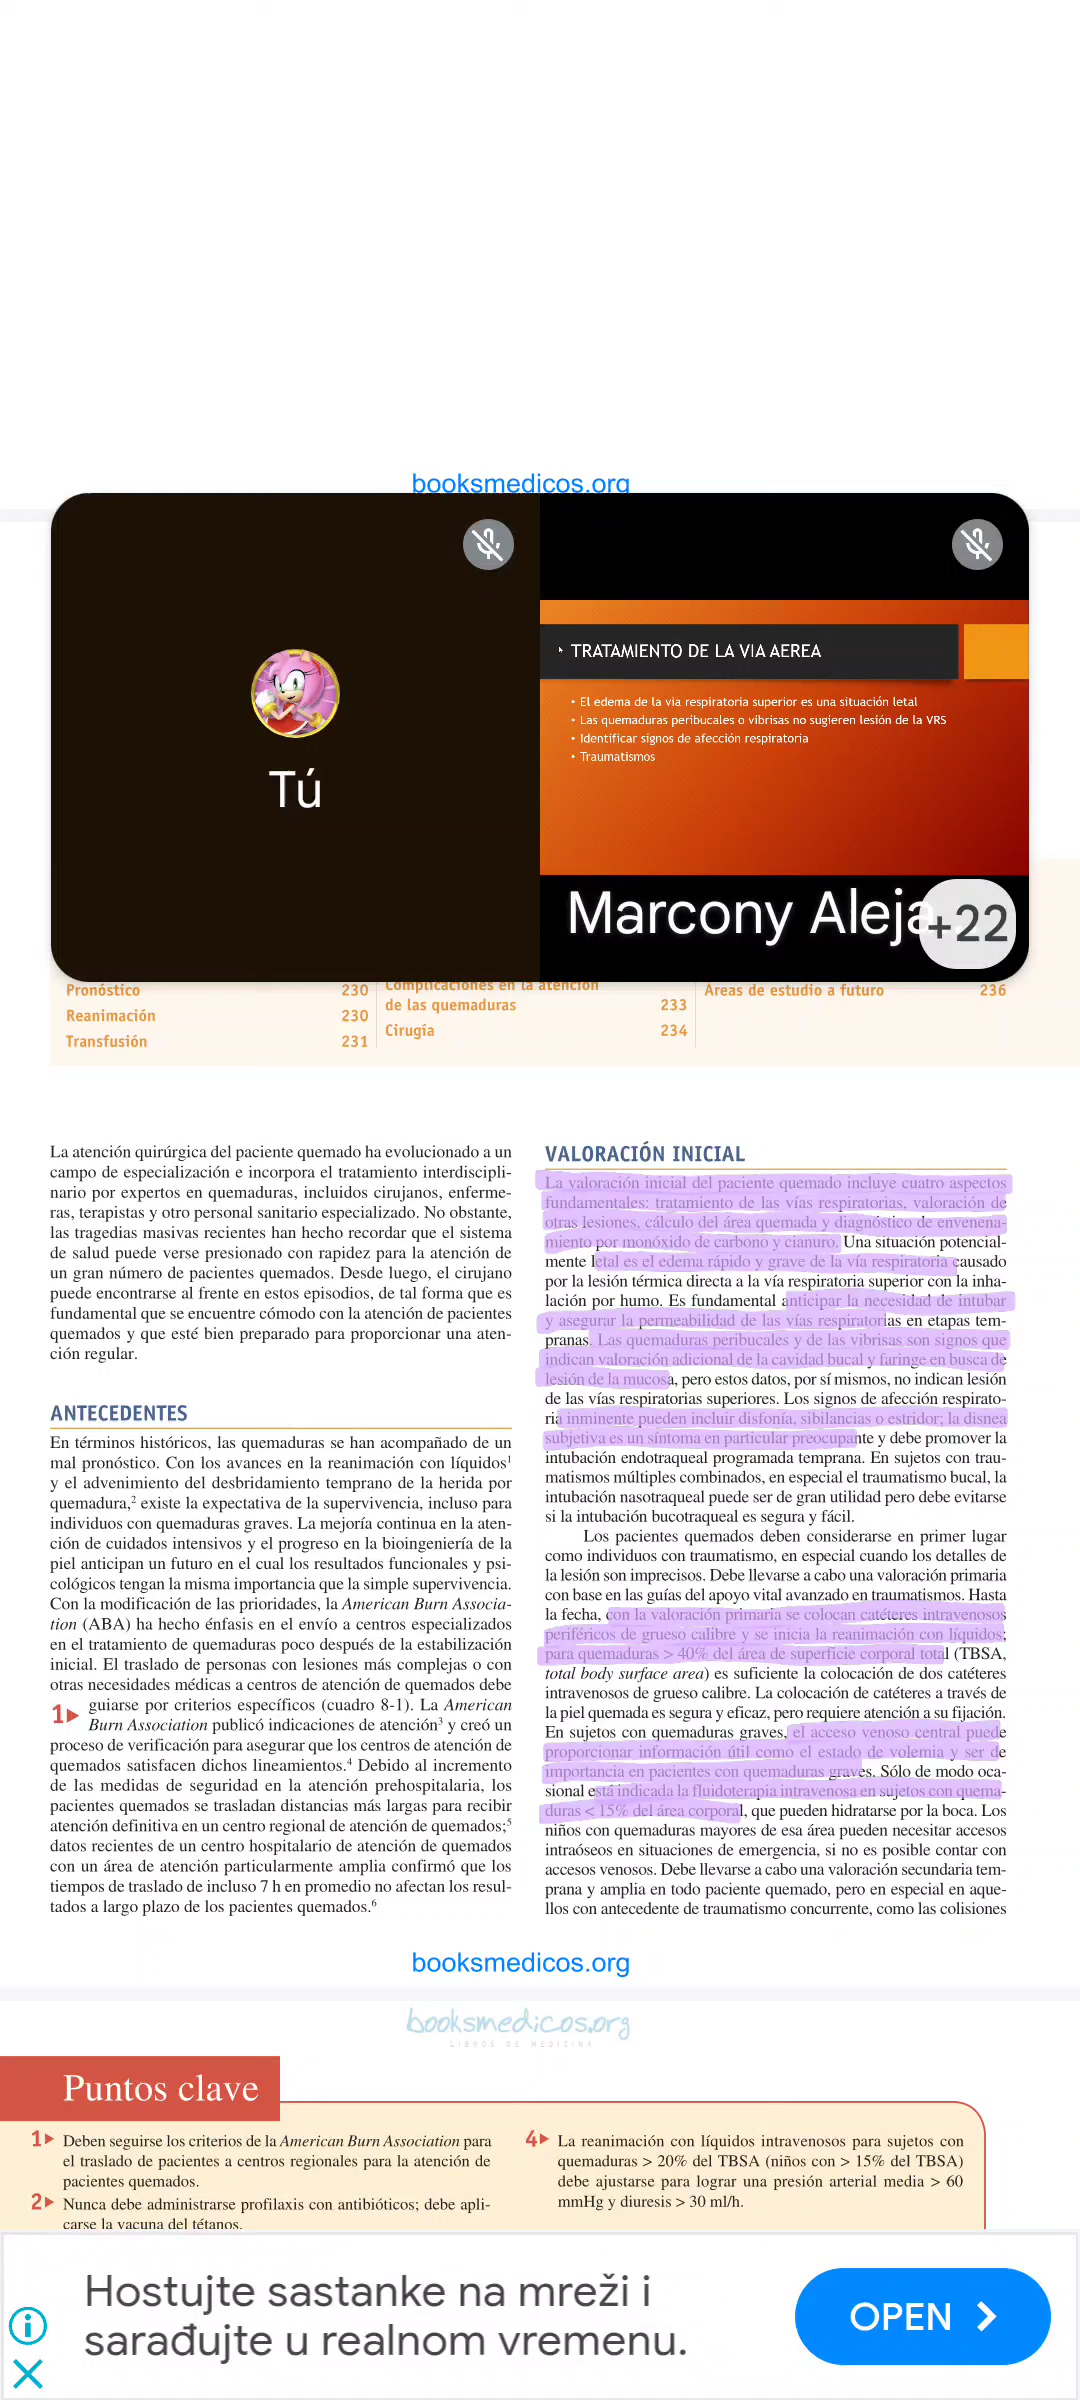 booksmedicos.org
Tú
TRATAMIENTO DE LA VIA AEREA
• El edema de la via respiratoria superior es una situación letal
• Las quemaduras peribucales o vibrisas no sugieren lesión de la VRS
• Identificar signos de afección respiratoria
• Traumatismos
Marcony Aleja
+22
Pronóstico 230
Reanimación 230
Transfusión 231
Complicaciones en la atención
de las quemaduras 233
Cirugía 234
Áreas de estudio a futuro 236
La atención quirúrgica del paciente quemado ha evolucionado a un
campo de especialización e incorpora el tratamiento interdiscipli-
nario por expertos en quemaduras, incluidos cirujanos, enferme-
ras, terapistas y otro personal sanitario especializado. No obstante,
las tragedias masivas recientes han hecho recordar que el sistema
de salud puede verse presionado con rapidez para la atención de
un gran número de pacientes quemados. Desde luego, el cirujano
puede encontrarse al frente en estos episodios, de tal forma que es
fundamental que se encuentre cómodo con la atención de pacientes
quemados y que esté bien preparado para proporcionar una aten-
ción regular.
ANTECEDENTES
En términos históricos, las quemaduras se han acompañado de un
mal pronóstico. Con los avances en la reanimación con líquidos1
y el advenimiento del desbridamiento temprano de la herida por
quemadura,2 existe la expectativa de la supervivencia, incluso para
individuos con quemaduras graves. La mejoría continua en la aten-
ción de cuidados intensivos y el progreso en la bioingeniería de la
piel anticipan un futuro en el cual los resultados funcionales y psi-
cológicos tengan la misma importancia que la simple supervivencia.
Con la modificación de las prioridades, la American Burn Associa-
tion (ABA) ha hecho énfasis en el envío a centros especializados
en el tratamiento de quemaduras poco después de la estabilización
inicial. El traslado de personas con lesiones más complejas o con
otras necesidades médicas a centros de atención de quemados debe
1 guiarse por criterios específicos (cuadro 8-1). La American
Burn Association publicó indicaciones de atención3 y creó un
proceso de verificación para asegurar que los centros de atención de
quemados satisfacen dichos lineamientos.4 Debido al incremento
de las medidas de seguridad en la atención prehospitalaria, los
pacientes quemados se trasladan distancias más largas para recibir
atención definitiva en un centro regional de atención de quemados;5
datos recientes de un centro hospitalario de atención de quemados
con un área de atención particularmente amplia confirmó que los
tiempos de traslado de incluso 7 h en promedio no afectan los resul-
tados a largo plazo de los pacientes quemados.6
VALORACIÓN INICIAL
La valoración inicial del paciente quemado incluye cuatro aspectos
fundamentales: tratamiento de las vías respiratorias, valoración de
otras lesiones, cálculo del área quemada y diagnóstico de envenena-
miento por monóxido de carbono y cianuro. Una situación potencial-
mente letal es el edema rápido y grave de la vía respiratoria causado
por la lesión térmica directa a la vía respiratoria superior con la inha-
lación por humo. Es fundamental anticipar la necesidad de intubar
y asegurar la permeabilidad de las vías respiratorias en etapas tem-
pranas. Las quemaduras peribucales y de las vibrisas son signos que
indican valoración adicional de la cavidad bucal y faringe en busca de
lesión de la mucosa, pero estos datos, por sí mismos, no indican lesión
de las vías respiratorias superiores. Los signos de afección respirato-
ria inminente pueden incluir disfonía, sibilancias o estridor; la disnea
subjetiva es un síntoma en particular preocupante y debe promover la
intubación endotraqueal programada temprana. En sujetos con trau-
matismos múltiples combinados, en especial el traumatismo bucal, la
intubación nasotraqueal puede ser de gran utilidad pero debe evitarse
si la intubación bucotraqueal es segura y fácil.
Los pacientes quemados deben considerarse en primer lugar
como individuos con traumatismo, en especial cuando los detalles de
la lesión son imprecisos. Debe llevarse a cabo una valoración primaria
con base en las guías del apoyo vital avanzado en traumatismos. Hasta
la fecha, con la valoración primaria se colocan catéteres intravenosos
periféricos de grueso calibre y se inicia la reanimación con líquidos;
para quemaduras > 40% del área de superficie corporal total (TBSA,
total body surface area) es suficiente la colocación de dos catéteres
intravenosos de grueso calibre. La colocación de catéteres a través de
la piel quemada es segura y eficaz, pero requiere atención a su fijación.
En sujetos con quemaduras graves, el acceso venoso central puede
proporcionar información útil como el estado de volemia y ser de
importancia en pacientes con quemaduras graves. Sólo de modo oca-
sional está indicada la fluidoterapia intravenosa en sujetos con quema-
duras < 15% del área corporal, que pueden hidratarse por la boca. Los
niños con quemaduras mayores de esa área pueden necesitar accesos
intraóseos en situaciones de emergencia, si no es posible contar con
accesos venosos. Debe llevarse a cabo una valoración secundaria tem-
prana y amplia en todo paciente quemado, pero en especial en aque-
llos con antecedente de traumatismo concurrente, como las colisiones
booksmedicos.org
booksmedicos.org
LIBROS DE MEDICINA
Puntos clave
1 Deben seguirse los criterios de la American Burn Association para
el traslado de pacientes a centros regionales para la atención de
pacientes quemados.
2 Nunca debe administrarse profilaxis con antibióticos; debe apli-
carse la vacuna del tétanos.
4 La reanimación con líquidos intravenosos para sujetos con
quemaduras > 20% del TBSA (niños con > 15% del TBSA)
debe ajustarse para lograr una presión arterial media > 60
mmHg y diuresis > 30 ml/h.
Hostujte sastanke na mreži i
sarađujte u realnom vremenu.
OPEN